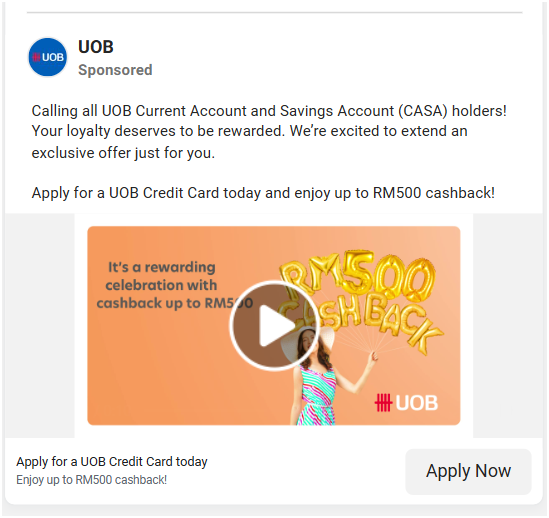 UOB
UOB
Sponsored
Calling all UOB Current Account and Savings Account (CASA) holders!
Your loyalty deserves to be rewarded. We’re excited to extend an
exclusive offer just for you.
Apply for a UOB Credit Card today and enjoy up to RM500 cashback!
It’s a rewarding
celebration with
cashback up to RM500
RM500
CASHBACK
UOB
Apply for a UOB Credit Card today
Enjoy up to RM500 cashback!
Apply Now